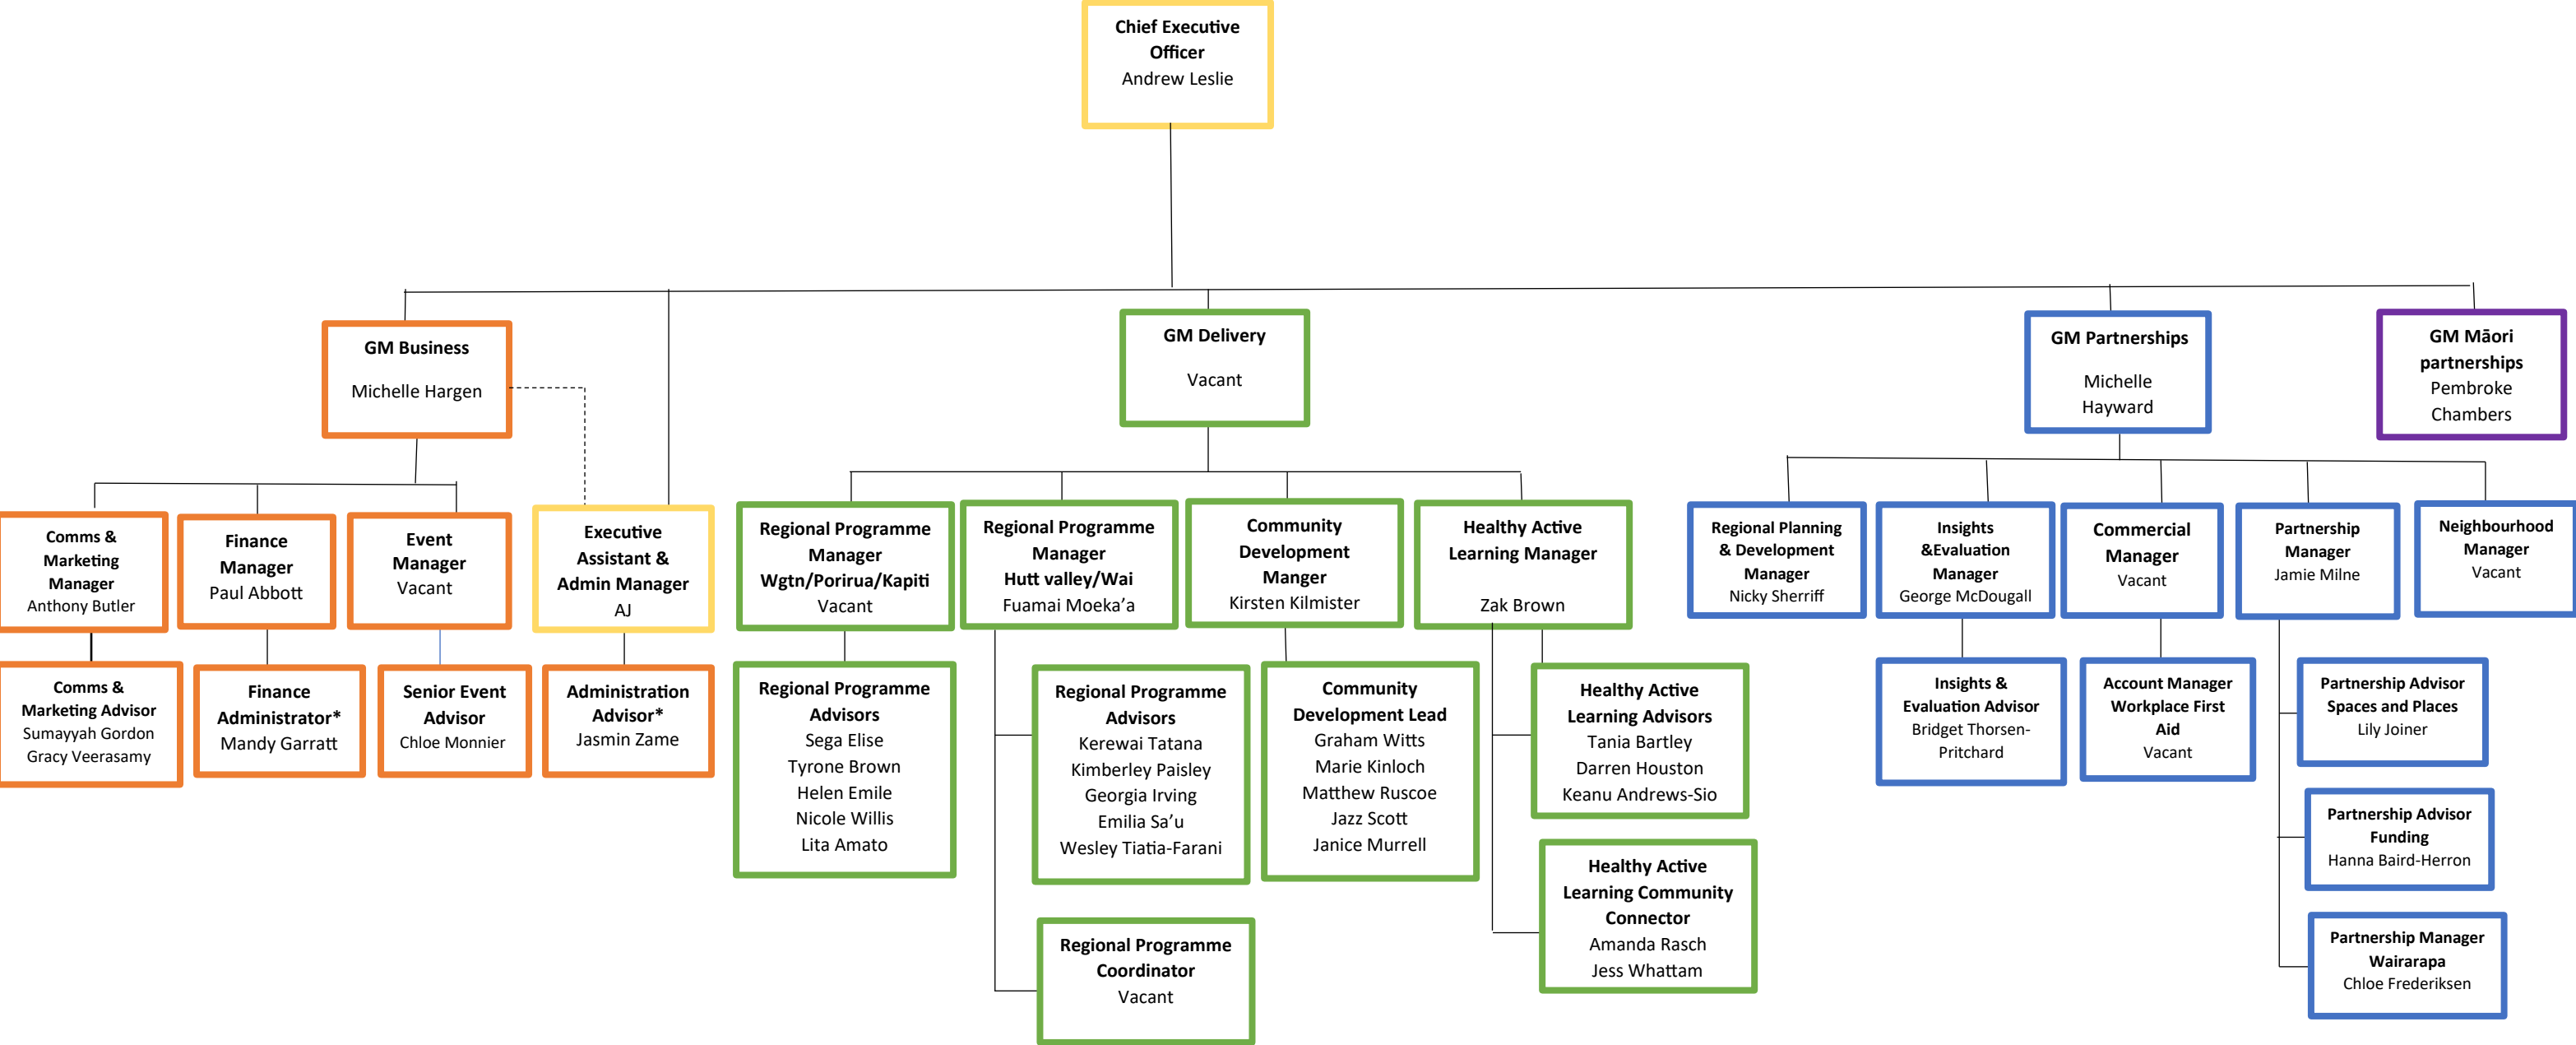 Chief Executive
Officer
Andrew Leslie
GM Business
Michelle Hargen
GM Delivery
Vacant
GM Partnerships
Michelle
Hayward
GM Māori
partnerships
Pembroke
Chambers
Comms &
Marketing
Manager
Anthony Butler
Finance
Manager
Paul Abbott
Event
Manager
Vacant
Executive
Assistant &
Admin Manager
AJ
Regional Programme
Manager
Wgtn/Porirua/Kapiti
Vacant
Regional Programme
Manager
Hutt valley/Wai
Fuamai Moeka’a
Community
Development
Manger
Kirsten Kilmister
Healthy Active
Learning Manager
Zak Brown
Regional Planning
& Development
Manager
Nicky Sherriff
Insights
&Evaluation
Manager
George McDougall
Commercial
Manager
Vacant
Partnership
Manager
Jamie Milne
Neighbourhood
Manager
Vacant
Comms &
Marketing Advisor
Sumayyah Gordon
Gracy Veerasamy
Finance
Administrator*
Mandy Garratt
Senior Event
Advisor
Chloe Monnier
Administration
Advisor*
Jasmin Zame
Regional Programme
Advisors
Sega Elise
Tyrone Brown
Helen Emile
Nicole Willis
Lita Amato
Regional Programme
Advisors
Kerewai Tatana
Kimberley Paisley
Georgia Irving
Emilia Sa’u
Wesley Tiatia-Farani
Community
Development Lead
Graham Witts
Marie Kinloch
Matthew Ruscoe
Jazz Scott
Janice Murrell
Healthy Active
Learning Advisors
Tania Bartley
Darren Houston
Keanu Andrews-Sio
Insights &
Evaluation Advisor
Bridget Thorsen-
Pritchard
Account Manager
Workplace First
Aid
Vacant
Partnership Advisor
Spaces and Places
Lily Joiner
Partnership Advisor
Funding
Hanna Baird-Herron
Healthy Active
Learning Community
Connector
Amanda Rasch
Jess Whattam
Regional Programme
Coordinator
Vacant
Partnership Manager
Wairarapa
Chloe Frederiksen